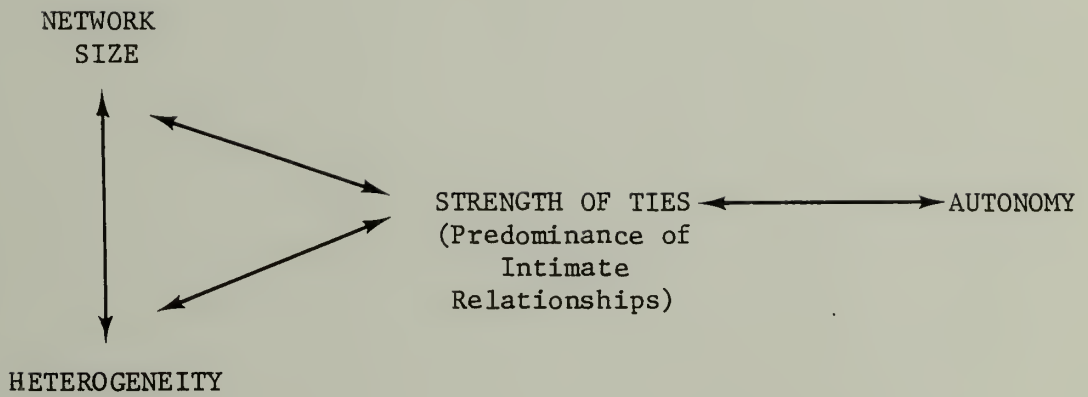 NETWORK
SIZE
STRENGTH OF TIES
(Predominance of
Intimate
Relationships)
AUTONOMY
HETEROGENEITY